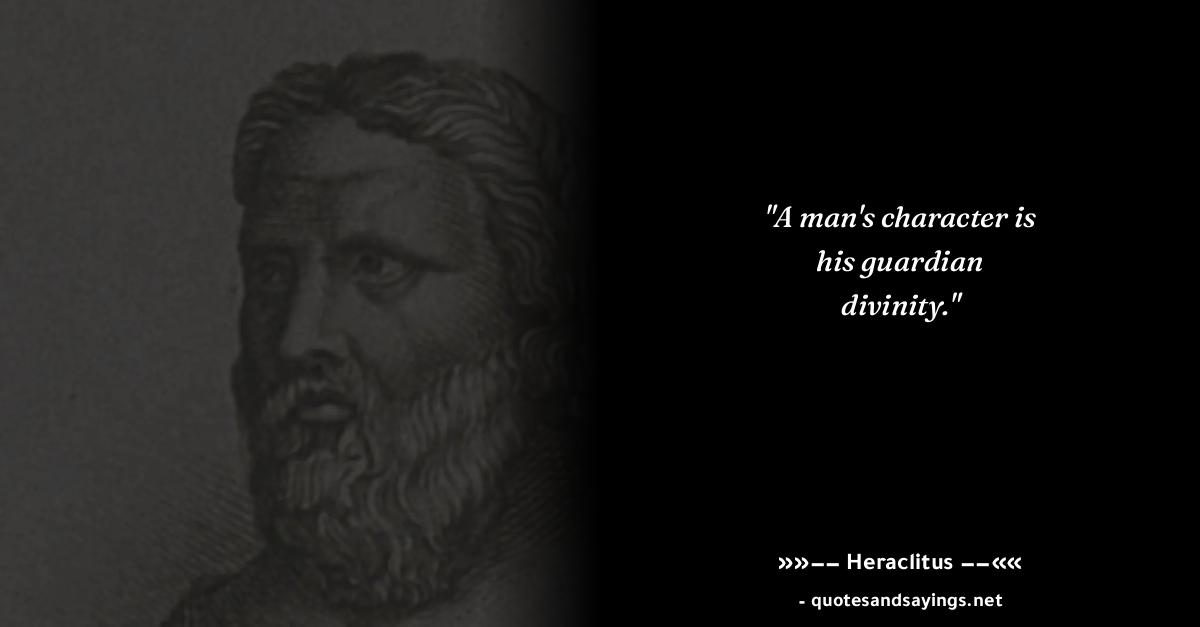 "A man's character is
his guardian
divinity."
»»−− Heraclitus −−««
- quotesandsayings.net